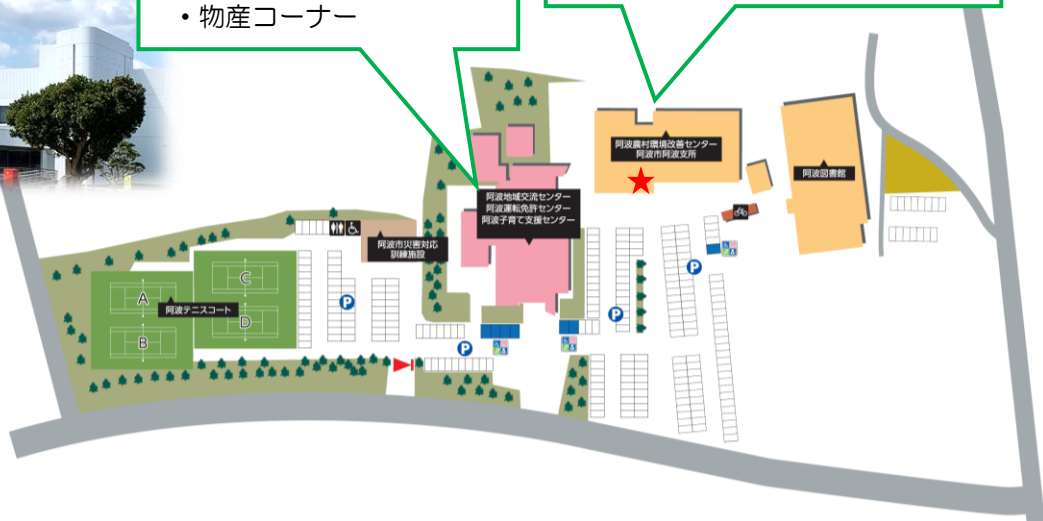 ・物産コーナー
阿波農村環境改善センター
阿波市阿波支所
阿波図書館
阿波地域交流センター
阿波運転免許センター
阿波子育て支援センター
阿波市災害対応
訓練施設
阿波テニスコート
A
B
C
D
P
P
P
P